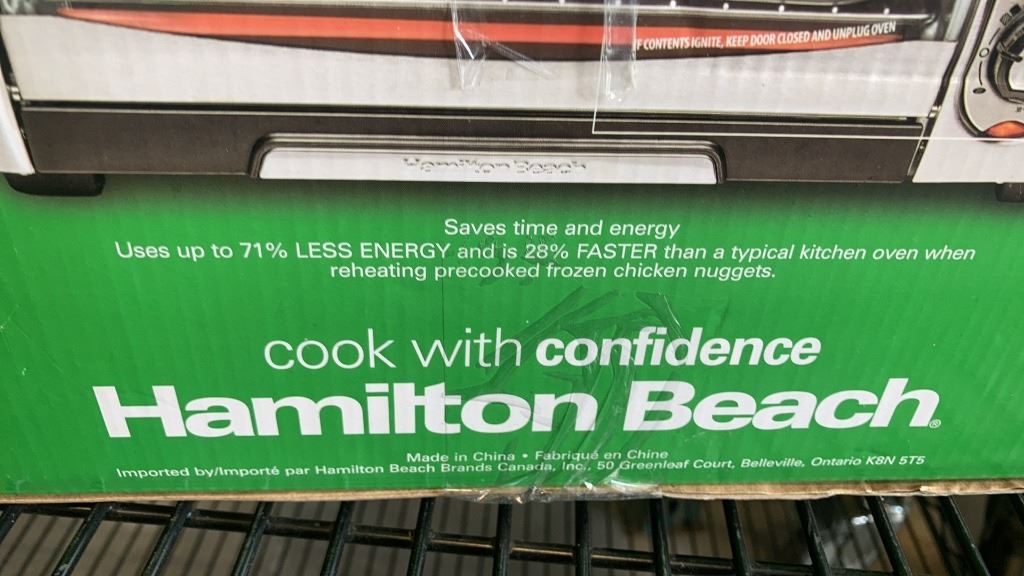 IF CONTENTS IGNITE, KEEP DOOR CLOSED AND UNPLUG OVEN
Hamilton Beach
Saves time and energy
Uses up to 71% LESS ENERGY and is 28% FASTER than a typical kitchen oven when
reheating precooked frozen chicken nuggets.
cook with confidence
Hamilton Beach®
Made in China • Fabriqué en Chine
Imported by/Importé par Hamilton Beach Brands Canada, Inc., 50 Greenleaf Court, Belleville, Ontario K8N 5T5